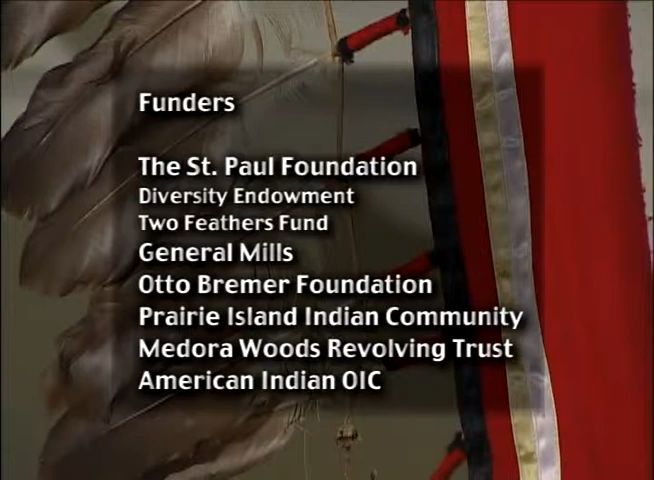 Funders
The St. Paul Foundation
Diversity Endowment
Two Feathers Fund
General Mills
Otto Bremer Foundation
Prairie Island Indian Community
Medora Woods Revolving Trust
American Indian OIC